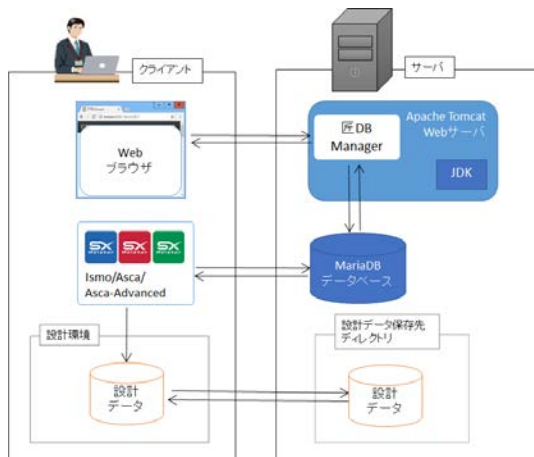 クライアント
サーバ
Web
ブラウザ
匠DB
Manager
Apache Tomcat
Webサーバ
JDK
SX
SX
SX
Ismo/Asca/
Asca-Advanced
MariaDB
データベース
設計環境
設計データ保存先
ディレクトリ
設計
データ
設計
データ